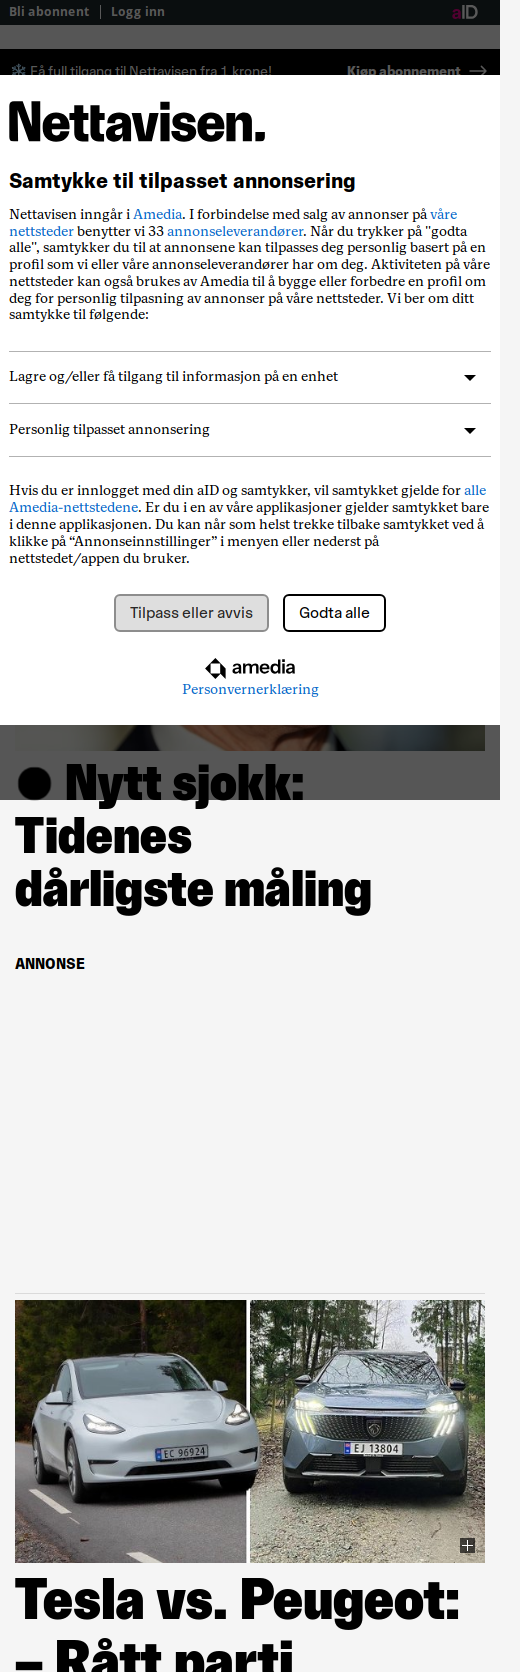 Bli abonnent
Logg inn
aID
Få full tilgang til Nettavisen fra 1 krone!
Kjøp abonnement
Nettavisen.
Samtykke til tilpasset annonsering
Nettavisen inngår i Amedia. I forbindelse med salg av annonser på våre
nettsteder benytter vi 33 annonseleverandører. Når du trykker på "godta
alle", samtykker du til at annonsene kan tilpasses deg personlig basert på en
profil som vi eller våre annonseleverandører har om deg. Aktiviteten på våre
nettsteder kan også brukes av Amedia til å bygge eller forbedre en profil om
deg for personlig tilpasning av annonser på våre nettsteder. Vi ber om ditt
samtykke til følgende:
Lagre og/eller få tilgang til informasjon på en enhet
Personlig tilpasset annonsering
Hvis du er innlogget med din aID og samtykker, vil samtykket gjelde for alle
Amedia-nettstedene. Er du i en av våre applikasjoner gjelder samtykket bare
i denne applikasjonen. Du kan når som helst trekke tilbake samtykket ved å
klikke på “Annonseinnstillinger” i menyen eller nederst på
nettstedet/appen du bruker.
Tilpass eller avvis
Godta alle
amedia
Personvernerklæring
Nytt sjokk:
Tidenes
dårligste måling
ANNONSE
EC 96924
EJ 13804
Tesla vs. Peugeot:
– Rått parti